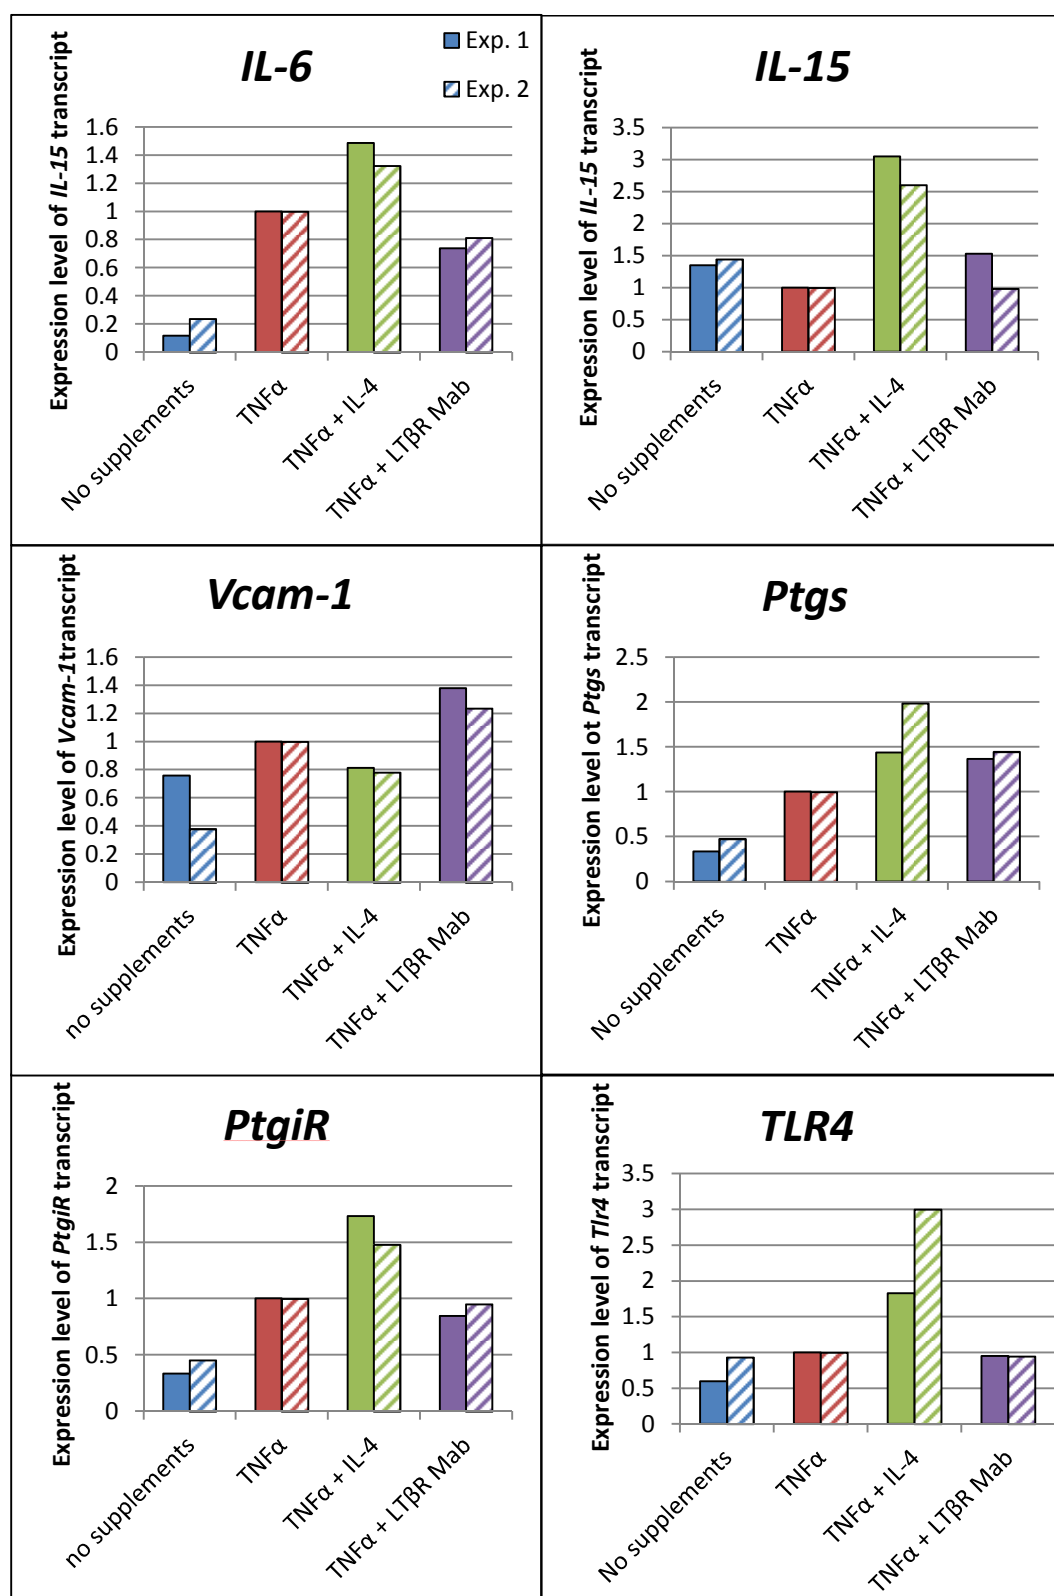 IL-6
Exp. 1
Exp. 2
Expression level of IL-15 transcript
1.6
1.4
1.2
1
0.8
0.6
0.4
0.2
0
No supplements
TNFα
TNFα + IL-4
TNFα + LTβR Mab
IL-15
Expression level of IL-15 transcript
3.5
3
2.5
2
1.5
1
0.5
0
No supplements
TNFα
TNFα + IL-4
TNFα + LTβR Mab
Vcam-1
Expression level of Vcam-1transcript
1.6
1.4
1.2
1
0.8
0.6
0.4
0.2
0
no supplements
TNFα
TNFα + IL-4
TNFα + LTβR Mab
Ptgs
Expression level ot Ptgs transcript
2.5
2
1.5
1
0.5
0
No supplements
TNFα
TNFα + IL-4
TNFα + LTβR Mab
PtgiR
Expression level of PtgiR transcript
2
1.5
1
0.5
0
no supplements
TNFα
TNFα + IL-4
TNFα + LTβR Mab
TLR4
Expression level of Tlr4 transcript
3.5
3
2.5
2
1.5
1
0.5
0
No supplements
TNFα
TNFα + IL-4
TNFα + LTβR Mab